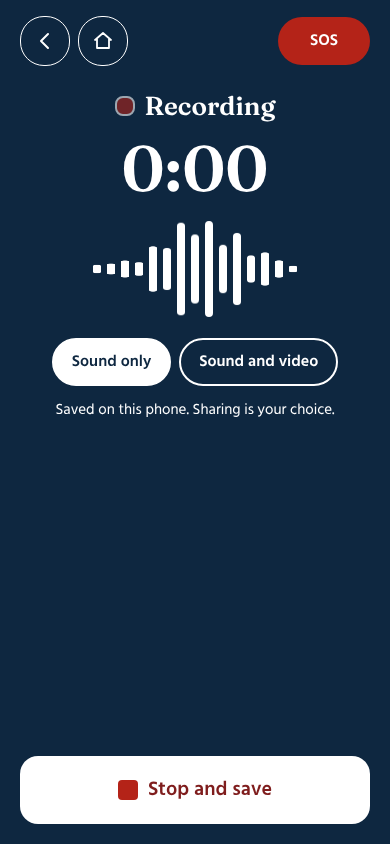 SOS
Recording
0:00
Sound only
Sound and video
Saved on this phone. Sharing is your choice.
Stop and save